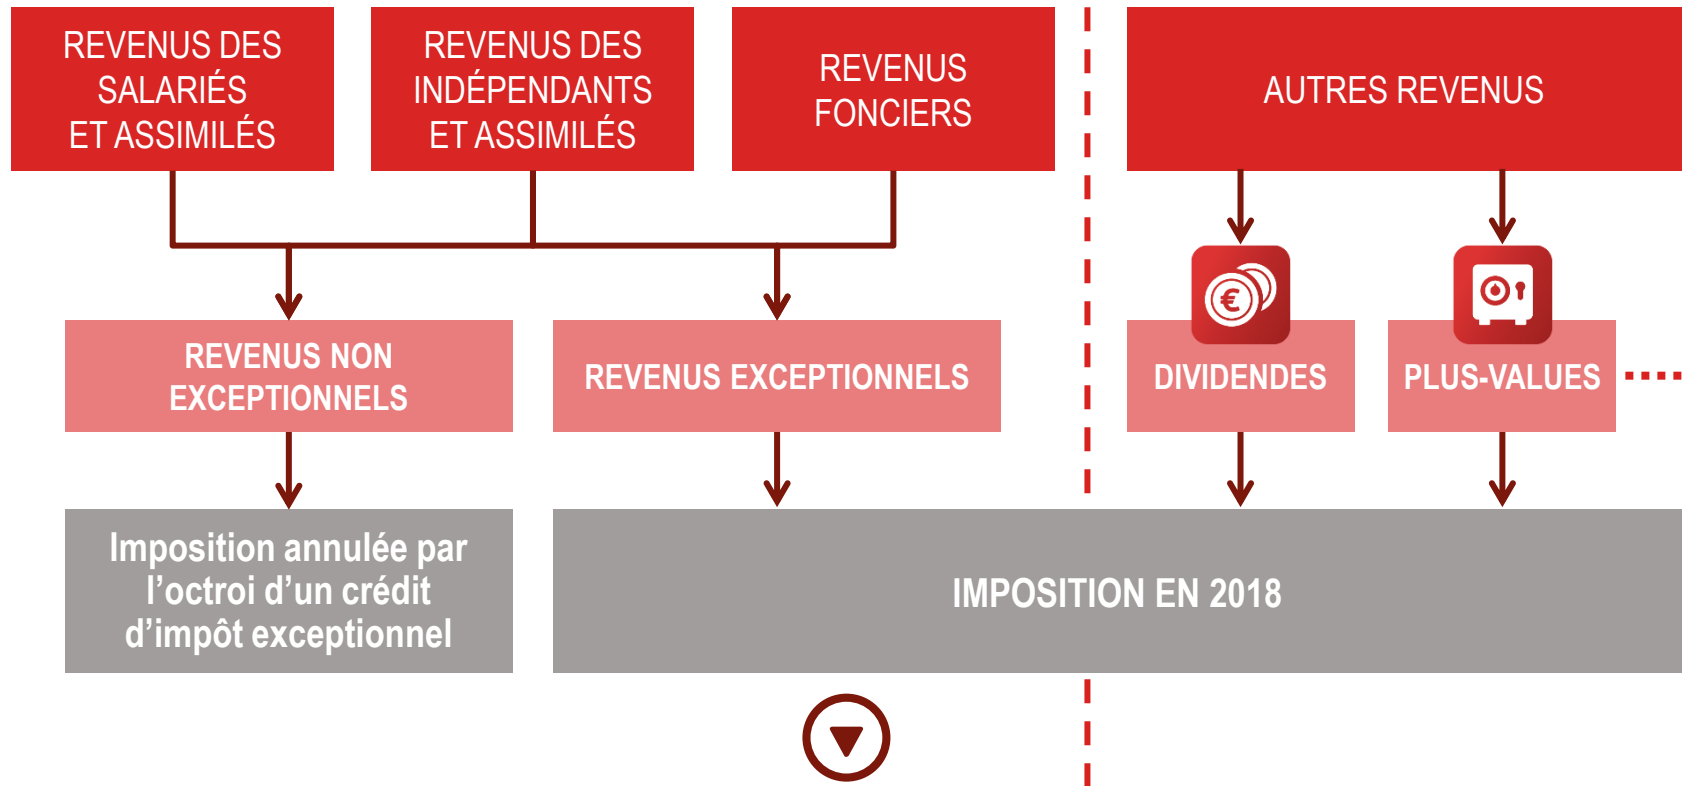 REVENUS DES
SALARIÉS
ET ASSIMILÉS
REVENUS DES
INDÉPENDANTS
ET ASSIMILÉS
REVENUS
FONCIERS
AUTRES REVENUS
€
REVENUS NON
EXCEPTIONNELS
REVENUS EXCEPTIONNELS
DIVIDENDES
PLUS-VALUES
Imposition annulée par
l’octroi d’un crédit
d’impôt exceptionnel
IMPOSITION EN 2018